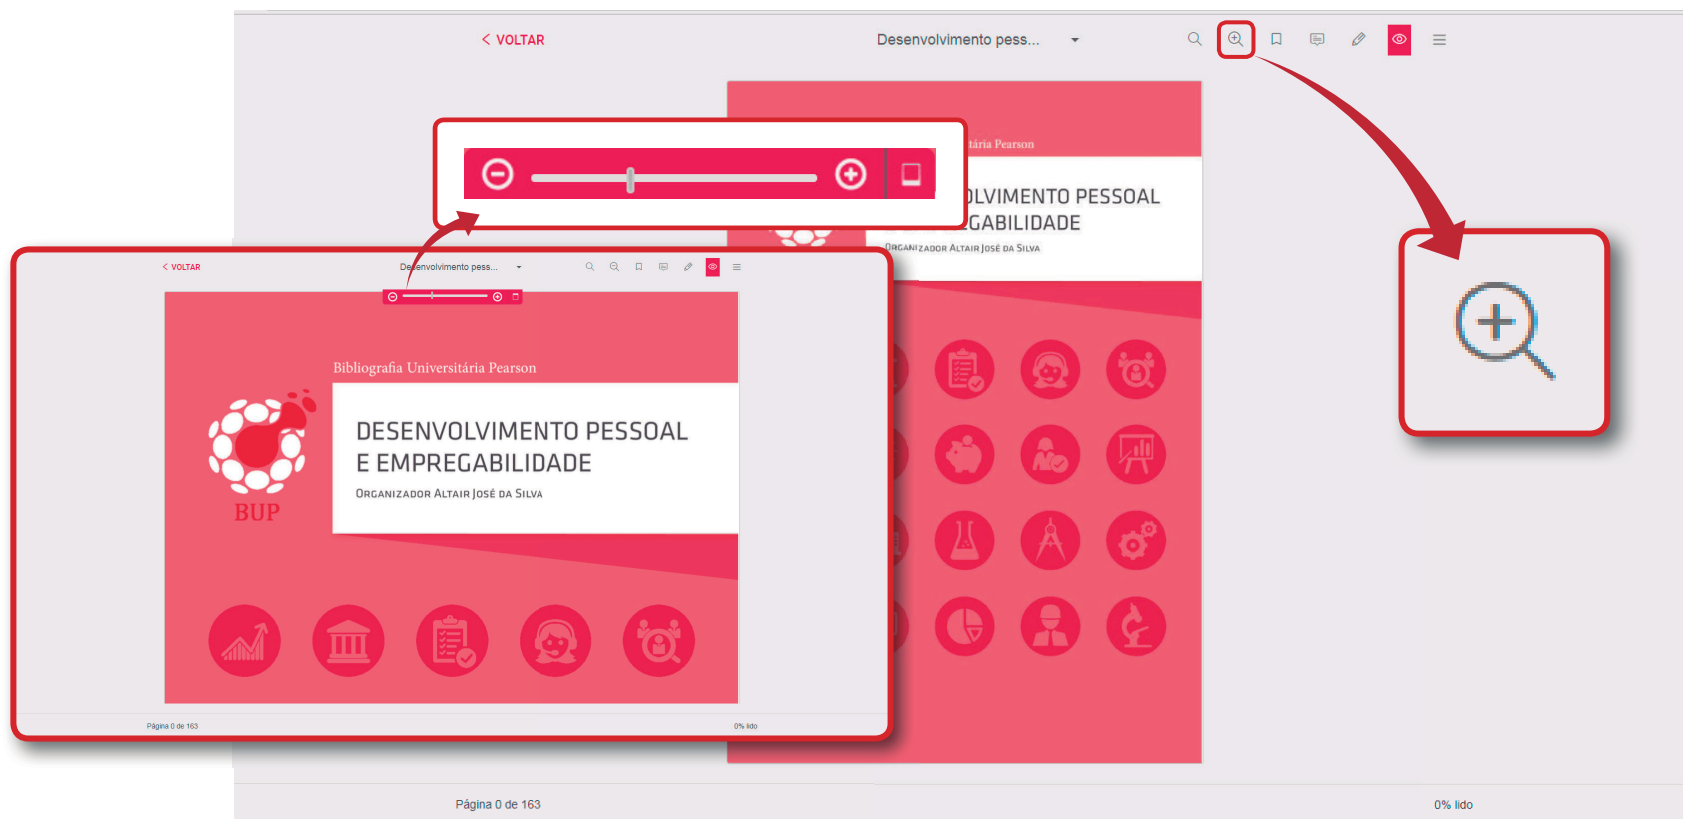 < VOLTAR
Desenvolvimento pess...
tária Pearson
OLVIMENTO PESSOAL
GABILIDADE
Organizador Altair José da Silva
< VOLTAR
Desenvolvimento pess...
Bibliografia Universitária Pearson
DESENVOLVIMENTO PESSOAL
E EMPREGABILIDADE
Organizador Altair José da Silva
BUP
Página 0 de 163
0% lido
Página 0 de 163
0% lido